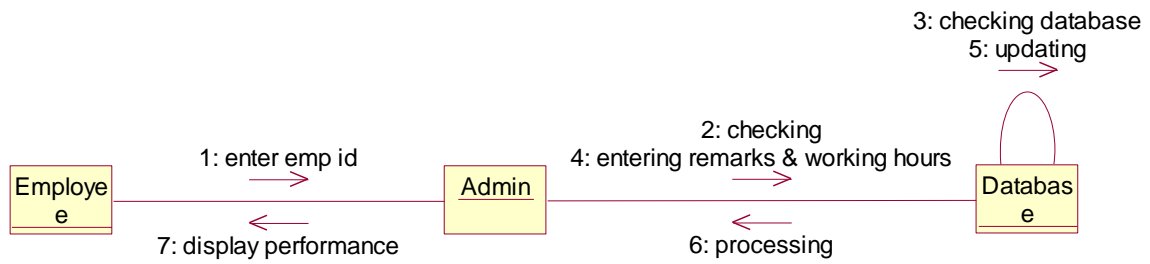 3: checking database
5: updating
2: checking
4: entering remarks & working hours
1: enter emp id
Employe
e
Admin
Databas
e
7: display performance
6: processing